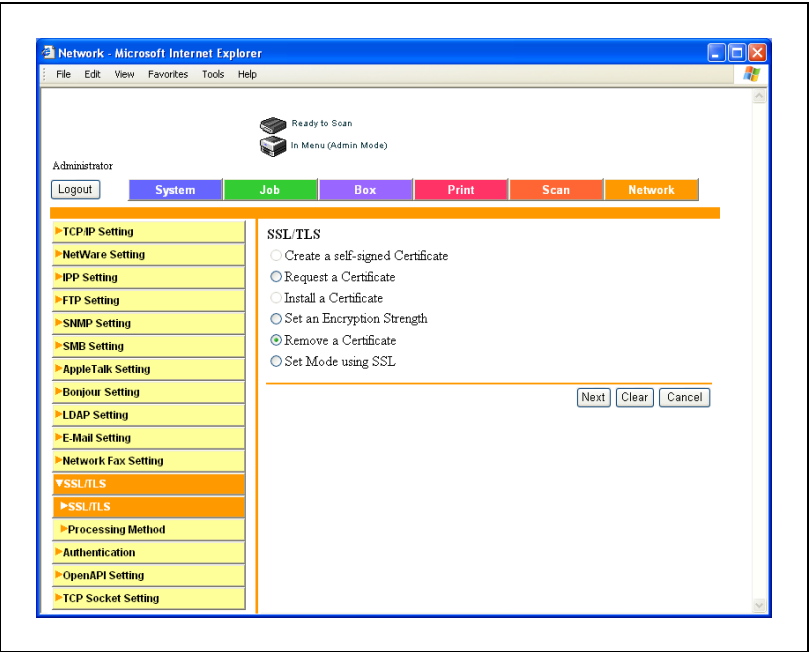 Network - Microsoft Internet Explorer
File Edit View Favorites Tools Help
Ready to Scan
In Menu (Admin Mode)
Administrator
Logout System Job Box Print Scan Network
TCP/IP Setting
NetWare Setting
IPP Setting
FTP Setting
SNMP Setting
SMB Setting
AppleTalk Setting
Bonjour Setting
LDAP Setting
E-Mail Setting
Network Fax Setting
SSL/TLS
SSL/TLS
Processing Method
Authentication
OpenAPI Setting
TCP Socket Setting
SSL/TLS
Create a self-signed Certificate
Request a Certificate
Install a Certificate
Set an Encryption Strength
Remove a Certificate
Set Mode using SSL
Next Clear Cancel